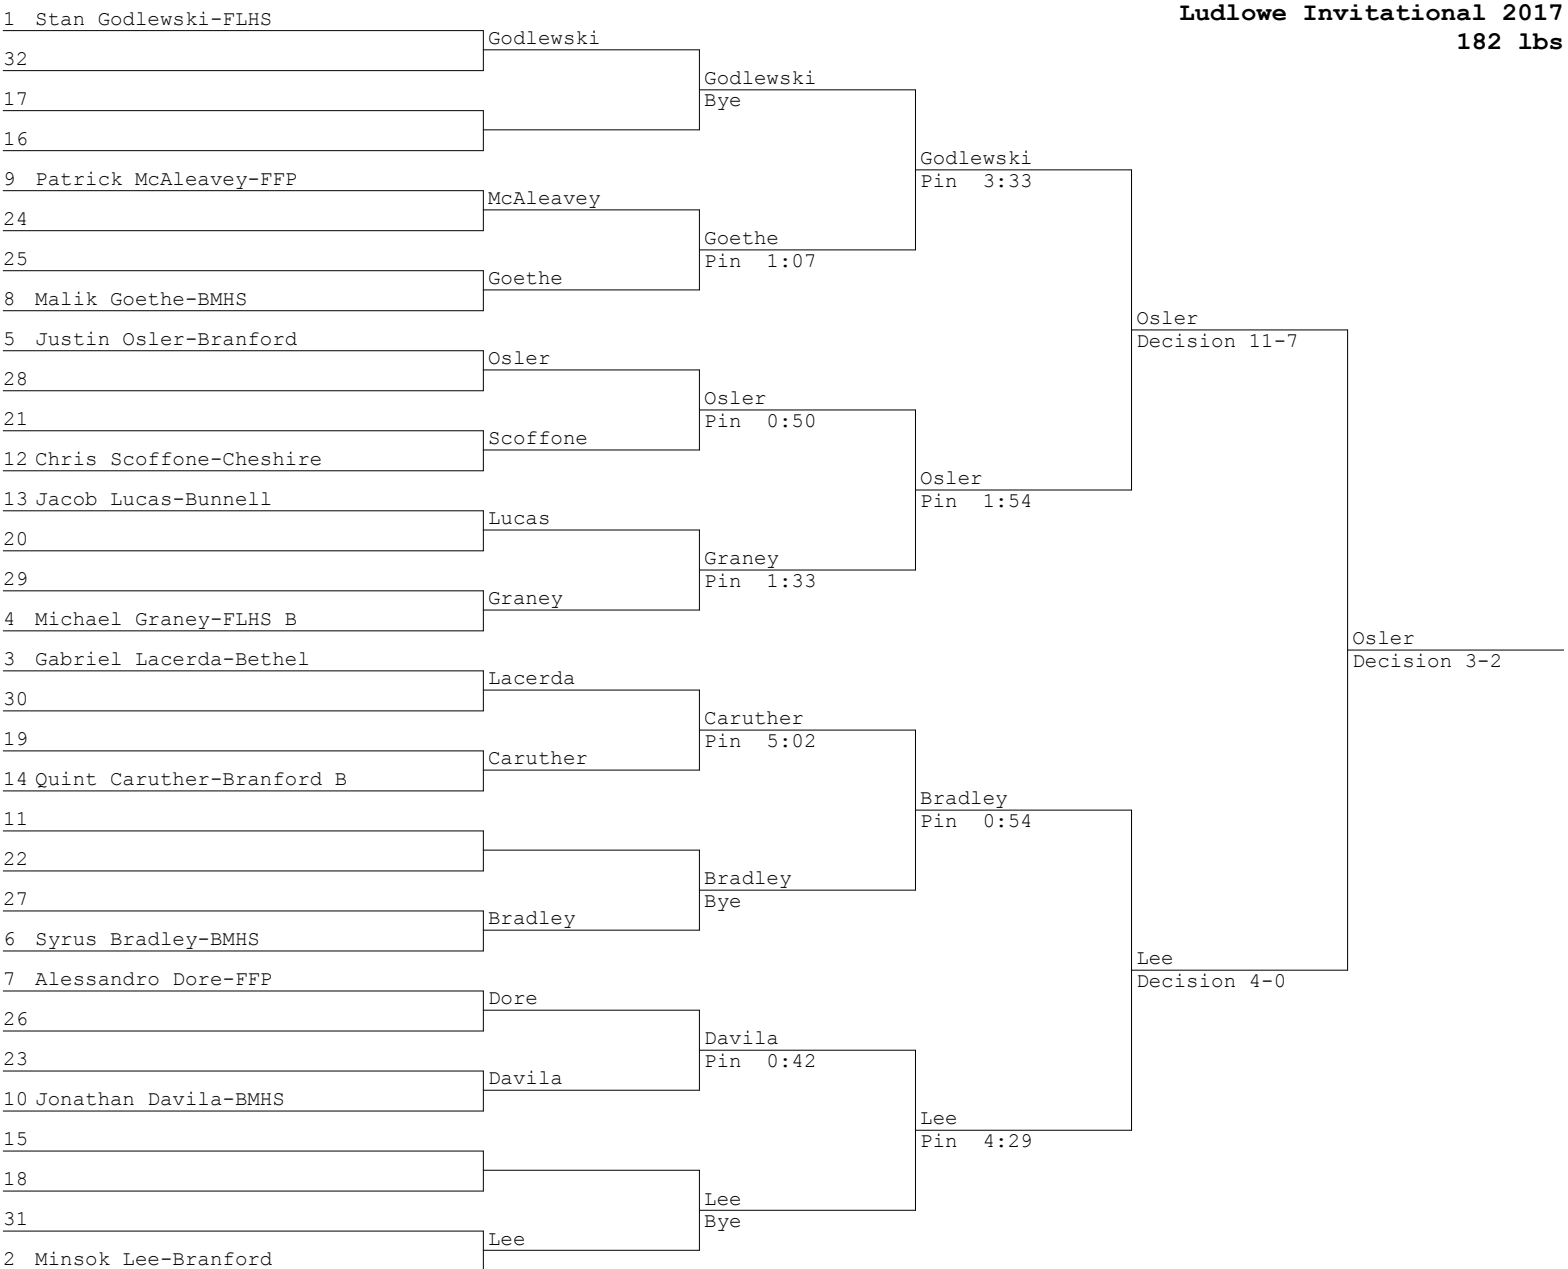 Ludlowe Invitational 2017
182 lbs
1 Stan Godlewski-FLHS
Godlewski
32
Godlewski
Bye
17
16
Godlewski
Pin 3:33
9 Patrick McAleavey-FFP
McAleavey
24
Goethe
Pin 1:07
25
Goethe
8 Malik Goethe-BMHS
Osler
Decision 11-7
5 Justin Osler-Branford
Osler
28
Osler
Pin 0:50
21
Scoffone
12 Chris Scoffone-Cheshire
Osler
Pin 1:54
13 Jacob Lucas-Bunnell
Lucas
20
Graney
Pin 1:33
29
Graney
4 Michael Graney-FLHS B
Osler
Decision 3-2
3 Gabriel Lacerda-Bethel
Lacerda
30
Caruther
Pin 5:02
19
Caruther
14 Quint Caruther-Branford B
Bradley
Pin 0:54
11
22
Bradley
Bye
27
Bradley
6 Syrus Bradley-BMHS
Lee
Decision 4-0
7 Alessandro Dore-FFP
Dore
26
Davila
Pin 0:42
23
Davila
10 Jonathan Davila-BMHS
Lee
Pin 4:29
15
18
Lee
Bye
31
Lee
2 Minsok Lee-Branford